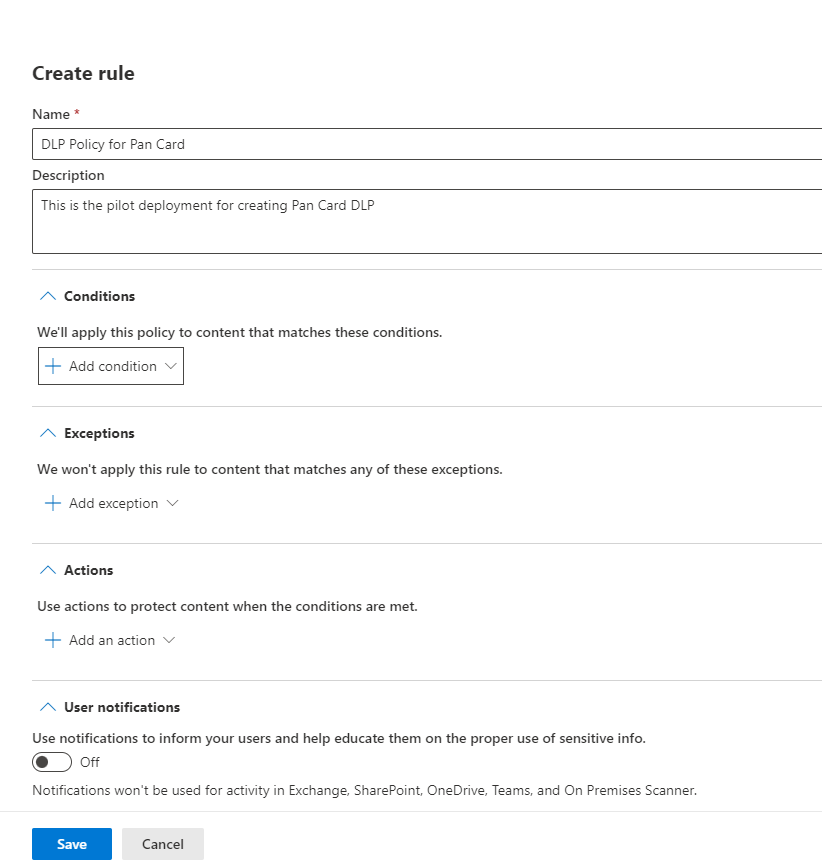 Create rule
Name *
DLP Policy for Pan Card
Description
This is the pilot deployment for creating Pan Card DLP
Conditions
We'll apply this policy to content that matches these conditions.
Add condition
Exceptions
We won't apply this rule to content that matches any of these exceptions.
Add exception
Actions
Use actions to protect content when the conditions are met.
Add an action
User notifications
Use notifications to inform your users and help educate them on the proper use of sensitive info.
Off
Notifications won't be used for activity in Exchange, SharePoint, OneDrive, Teams, and On Premises Scanner.
Save Cancel